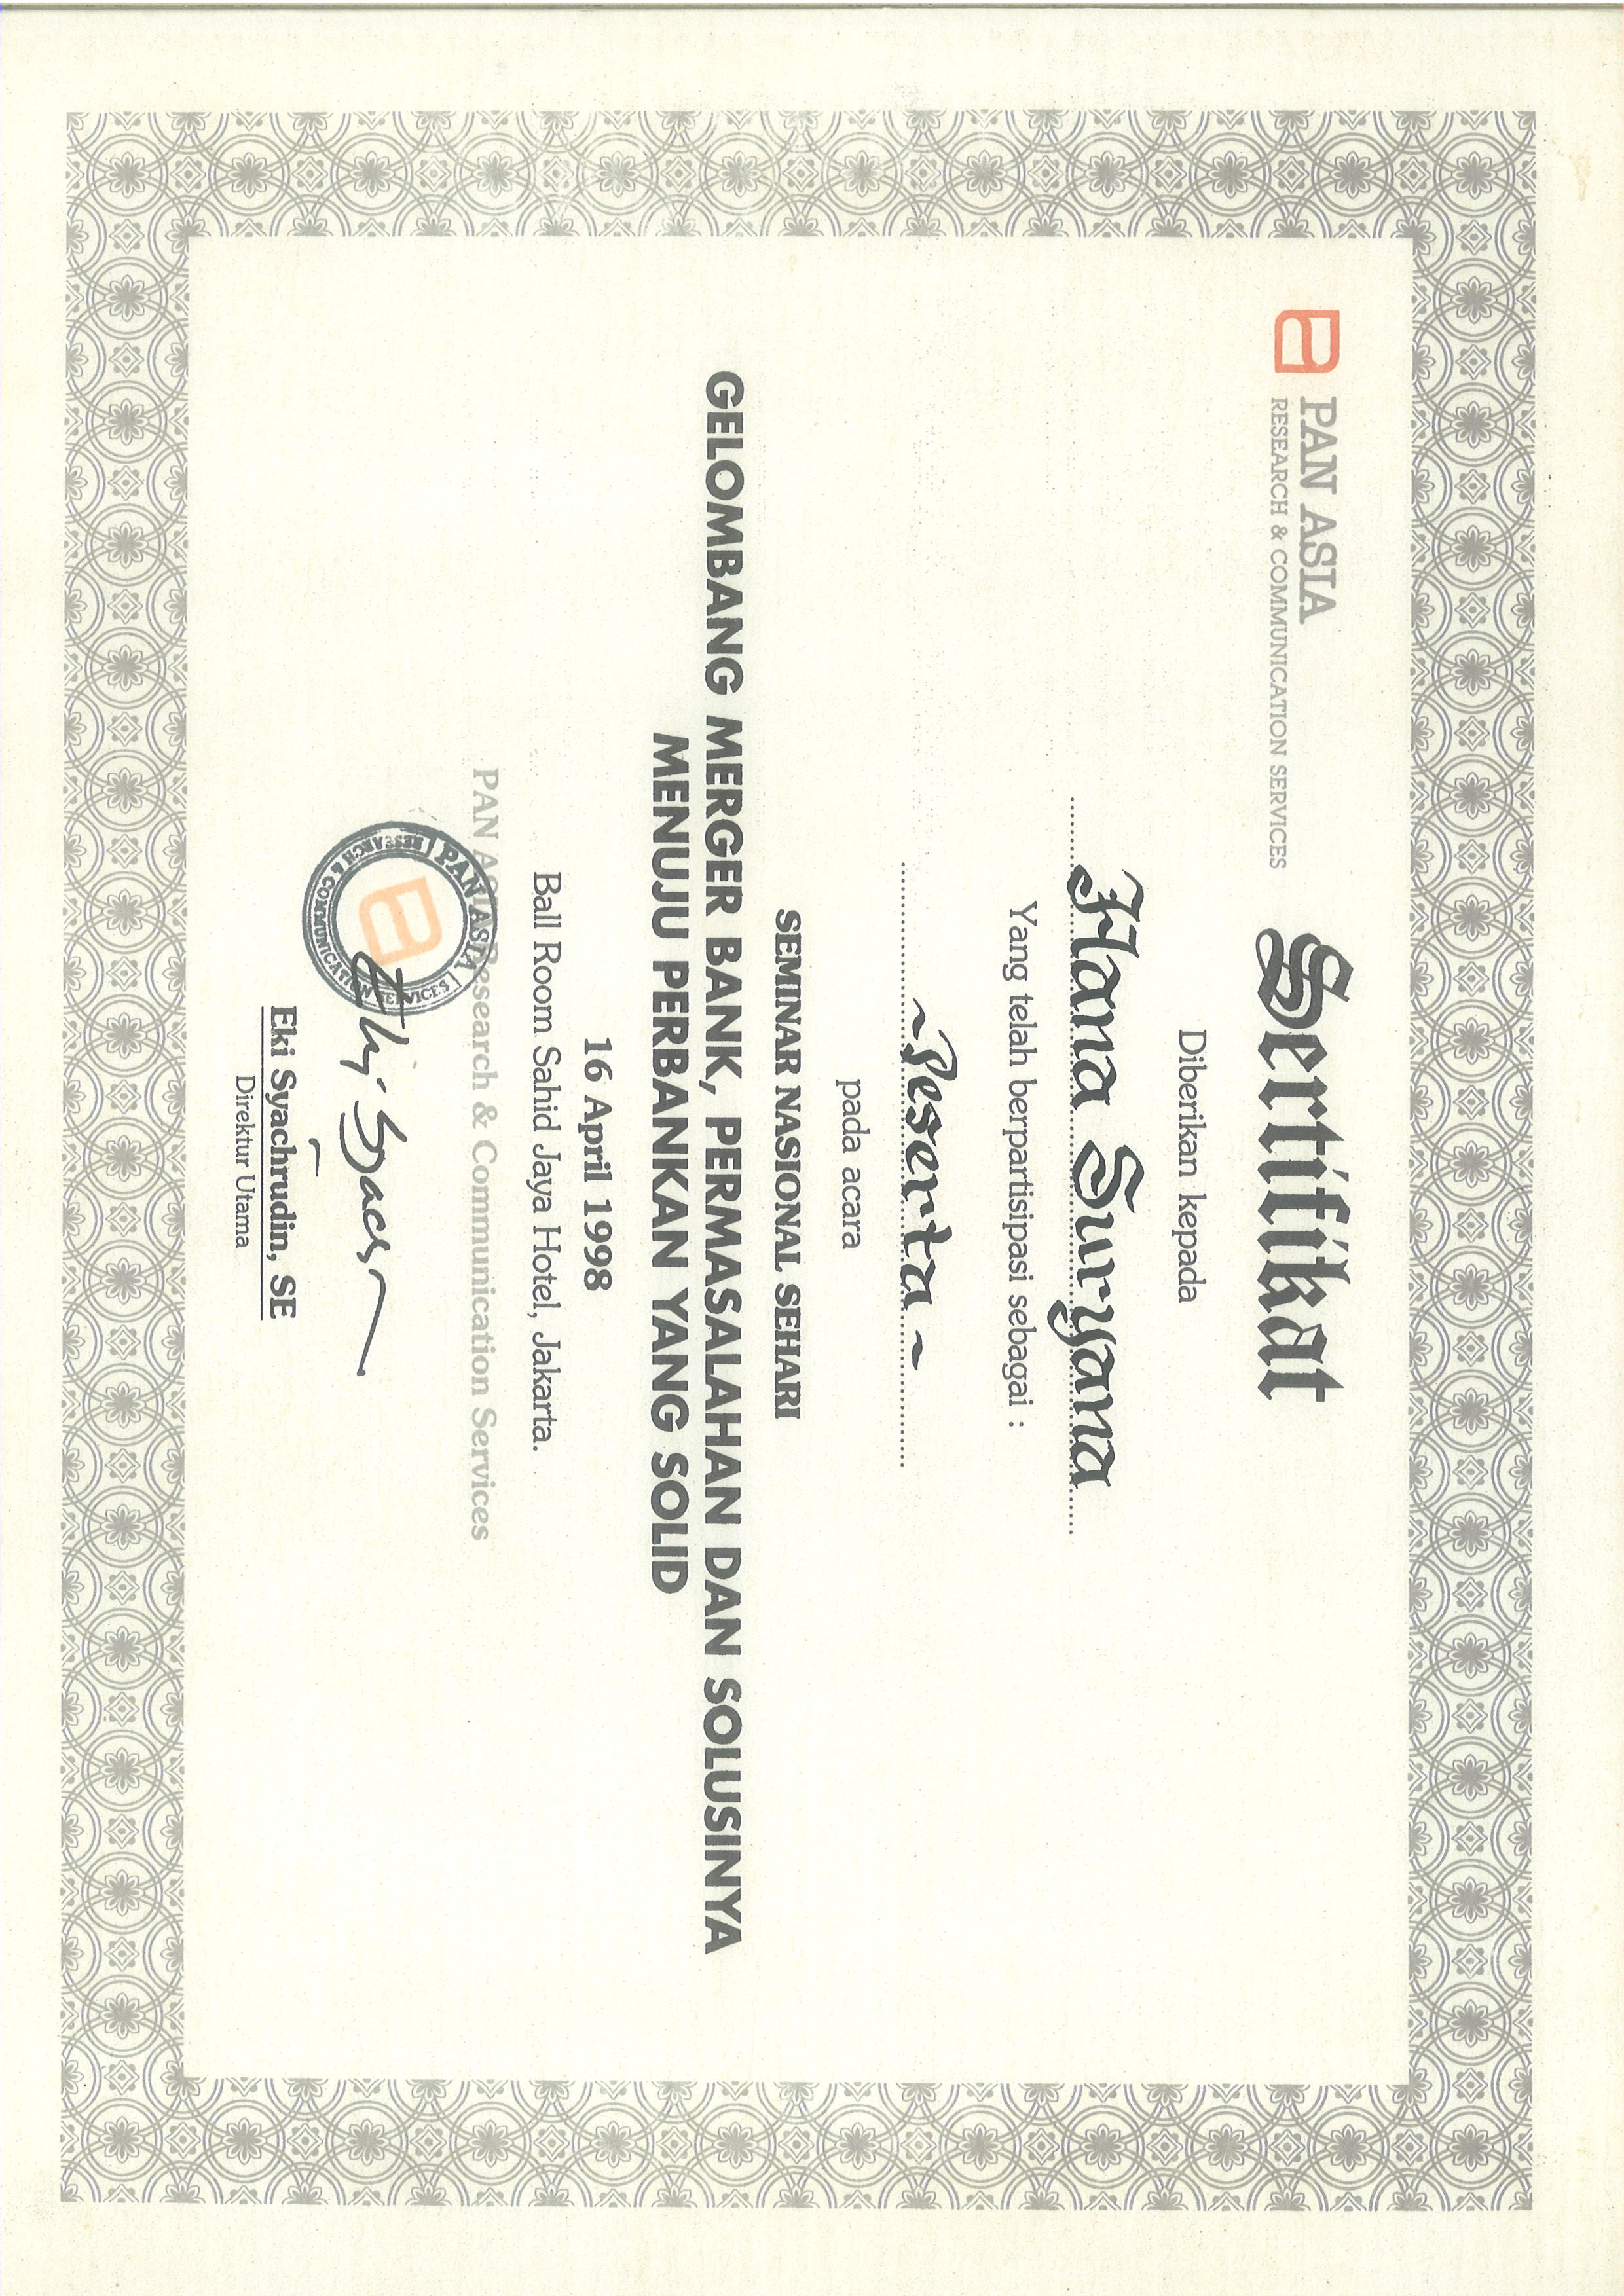 PAN ASIA
RESEARCH & COMMUNICATION SERVICES
Sertifikat
Diberikan kepada
Hana Suryana
Yang telah berpartisipasi sebagai :
~Peserta~
pada acara
SEMINAR NASIONAL SEHARI
GELOMBANG MERGER BANK, PERMASALAHAN DAN SOLUSINYA
MENUJU PERBANKAN YANG SOLID
16 April 1998
Ball Room Sahid Jaya Hotel, Jakarta.
PAN ASIA Research & Communication Services
PAN ASIA
RESEARCH & COMMUNICATION SERVICES
Eki Syachrudin, SE
Direktur Utama